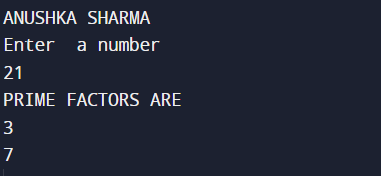 ANUSHKA SHARMA
Enter  a number
21
PRIME FACTORS ARE
3
7